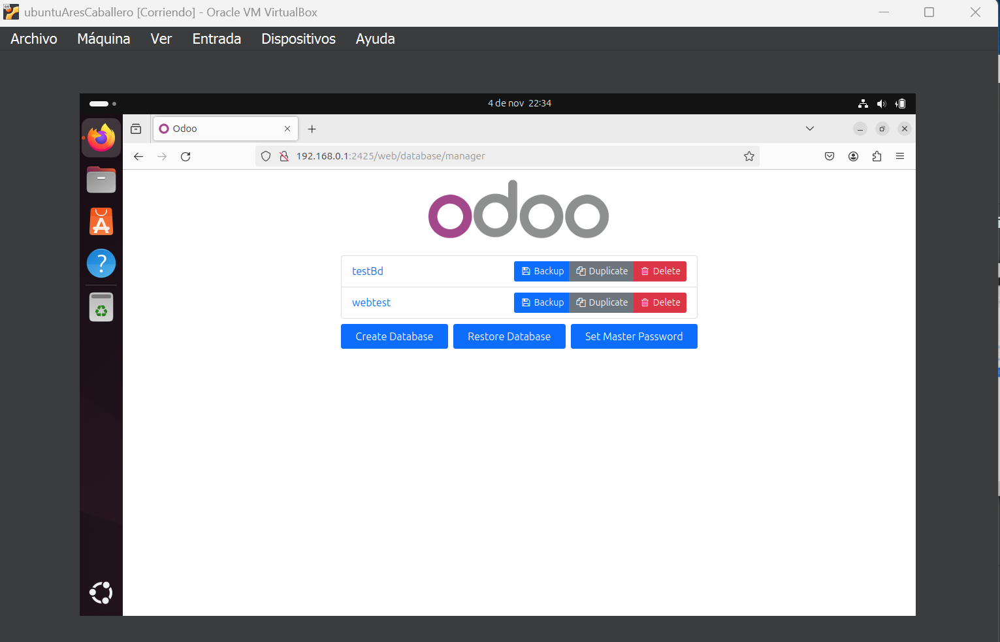 ubuntuAresCaballero [Corriendo] - Oracle VM VirtualBox
Archivo Máquina Ver Entrada Dispositivos Ayuda
4 de nov 22:34
Odoo
192.168.0.1:2425/web/database/manager
odoo
testBd Backup Duplicate Delete
webtest Backup Duplicate Delete
Create Database Restore Database Set Master Password